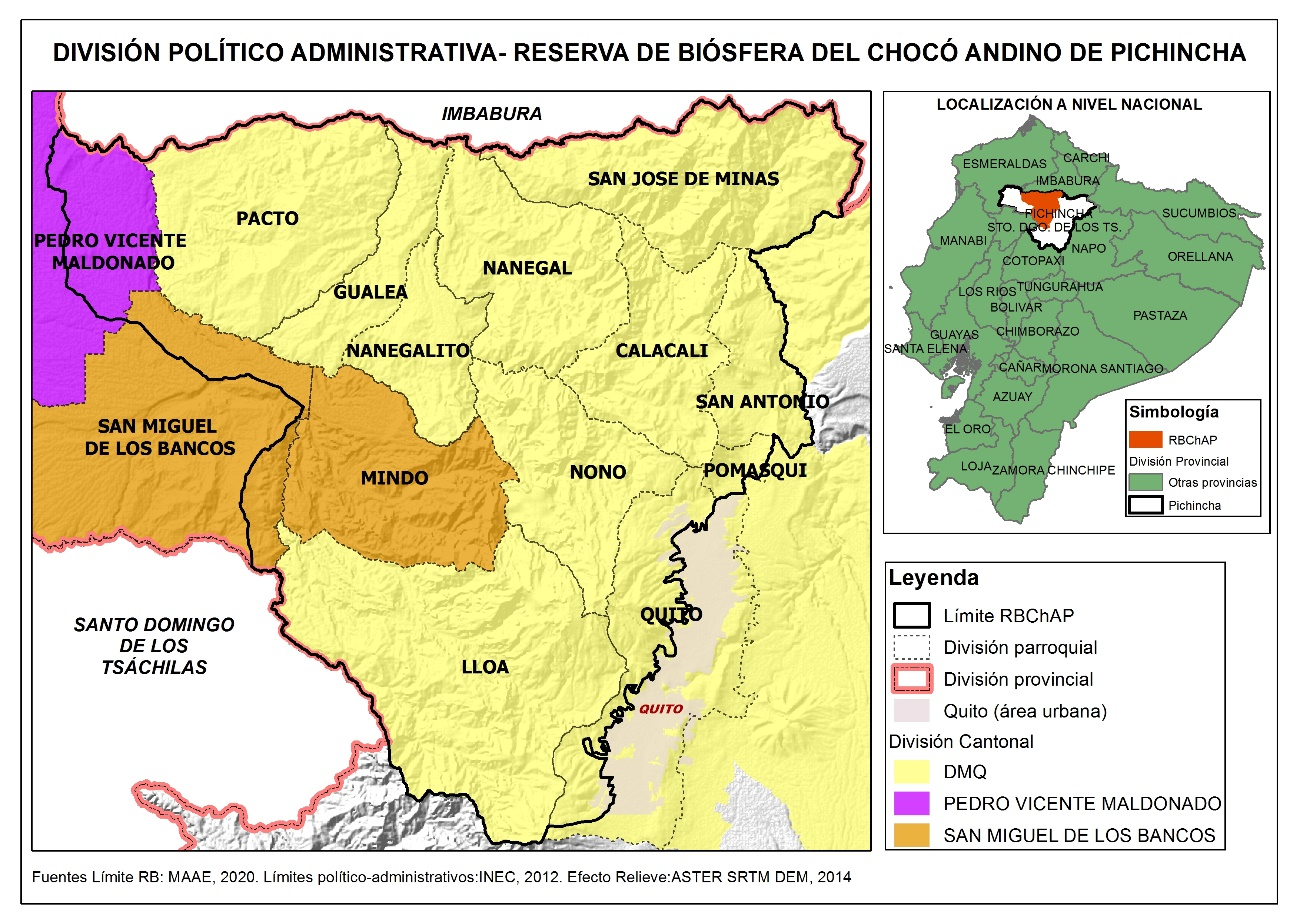 DIVISIÓN POLÍTICO ADMINISTRATIVA- RESERVA DE BIÓSFERA DEL CHOCÓ ANDINO DE PICHINCHA
IMBABURA
SAN JOSE DE MINAS
PACTO
PEDRO VICENTE
MALDONADO
NANEGAL
GUALEA
NANEGALITO
CALACALI
SAN ANTONIO
SAN MIGUEL
DE LOS BANCOS
MINDO
NONO
POMASQUI
QUITO
SANTO DOMINGO
DE LOS
TSÁCHILAS
LLOA
QUITO
LOCALIZACIÓN A NIVEL NACIONAL
ESMERALDAS
CARCHI
IMBABURA
PICHINCHA
SUCUMBIOS
STO. DGO. DE LOS TS.
MANABI
NAPO
COTOPAXI
ORELLANA
LOS RIOS
TUNGURAHUA
BOLIVAR
PASTAZA
CHIMBORAZO
GUAYAS
SANTA ELENA
CAÑAR
MORONA SANTIAGO
AZUAY
EL ORO
LOJA
ZAMORA CHINCHIPE
Simbología
RBChAP
División Provincial
Otras provincias
Pichincha
Leyenda
Límite RBChAP
División parroquial
División provincial
Quito (área urbana)
División Cantonal
DMQ
PEDRO VICENTE MALDONADO
SAN MIGUEL DE LOS BANCOS
Fuentes Límite RB: MAAE, 2020. Límites político-administrativos:INEC, 2012. Efecto Relieve:ASTER SRTM DEM, 2014